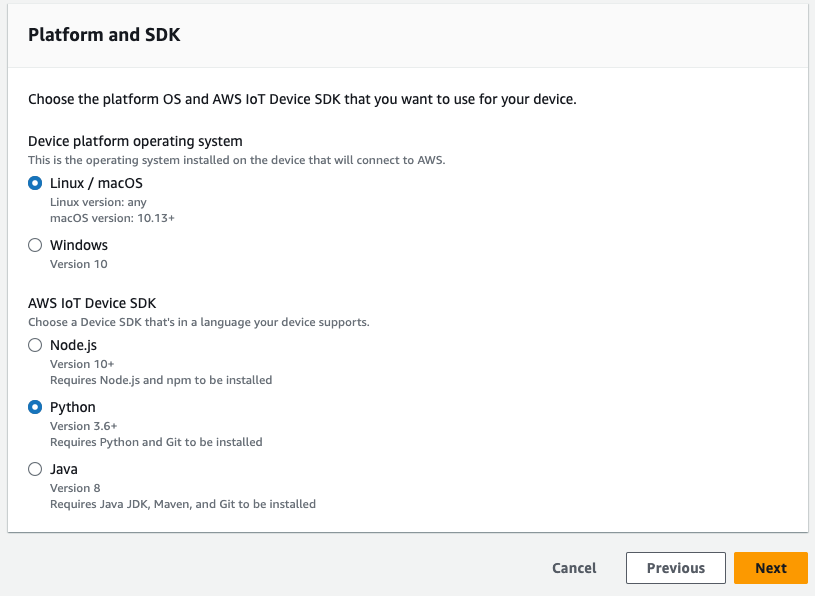 Platform and SDK
Choose the platform OS and AWS IoT Device SDK that you want to use for your device.
Device platform operating system
This is the operating system installed on the device that will connect to AWS.
Linux / macOS
Linux version: any
macOS version: 10.13+
Windows
Version 10
AWS IoT Device SDK
Choose a Device SDK that's in a language your device supports.
Node.js
Version 10+
Requires Node.js and npm to be installed
Python
Version 3.6+
Requires Python and Git to be installed
Java
Version 8
Requires Java JDK, Maven, and Git to be installed
Cancel Previous Next